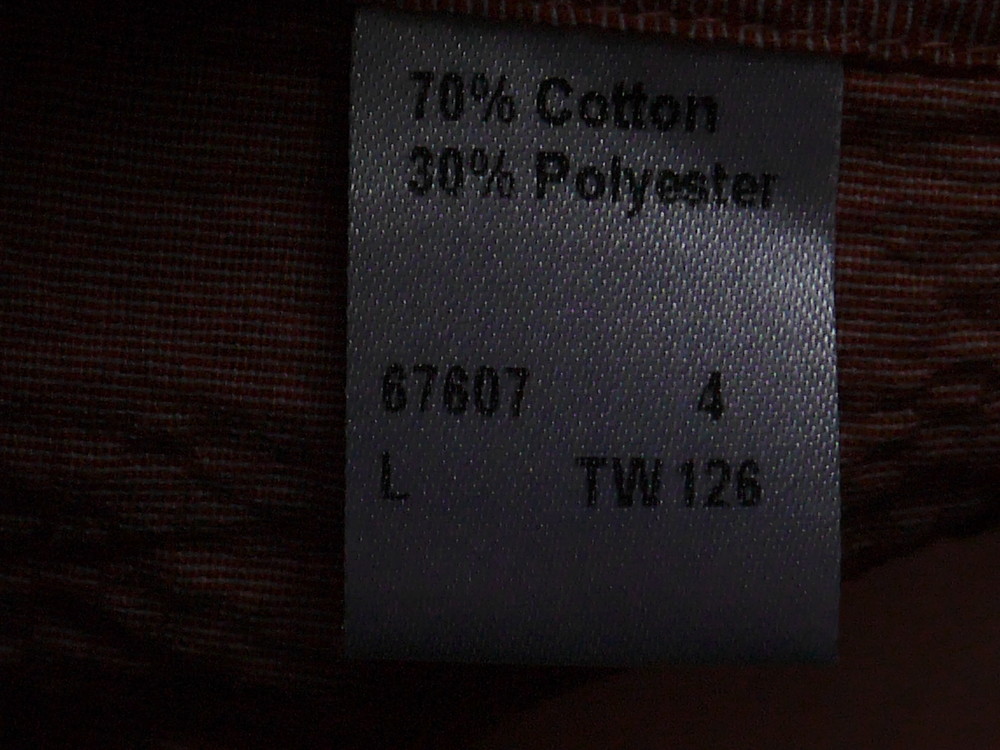 70% Cotton
30% Polyester
67607 4
L TW 126